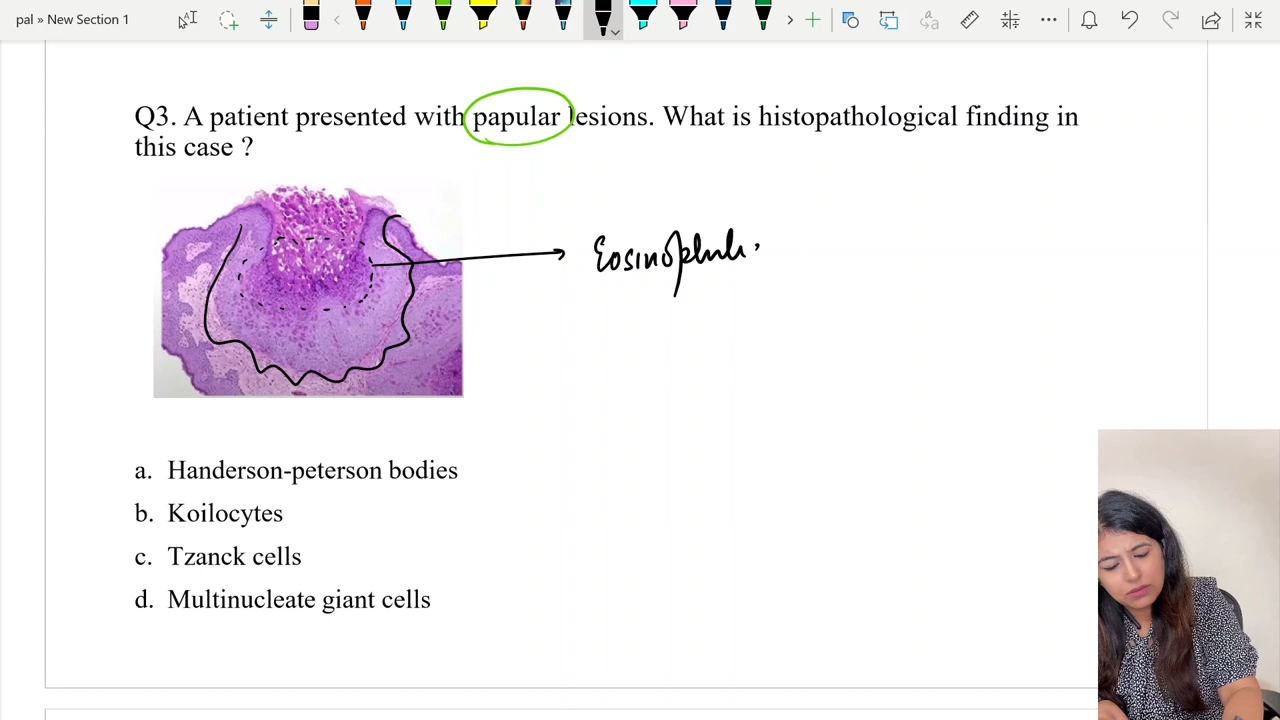 pal » New Section 1
Q3. A patient presented with papular lesions. What is histopathological finding in
this case ?
a. Handerson-peterson bodies
b. Koilocytes
c. Tzanck cells
d. Multinucleate giant cells